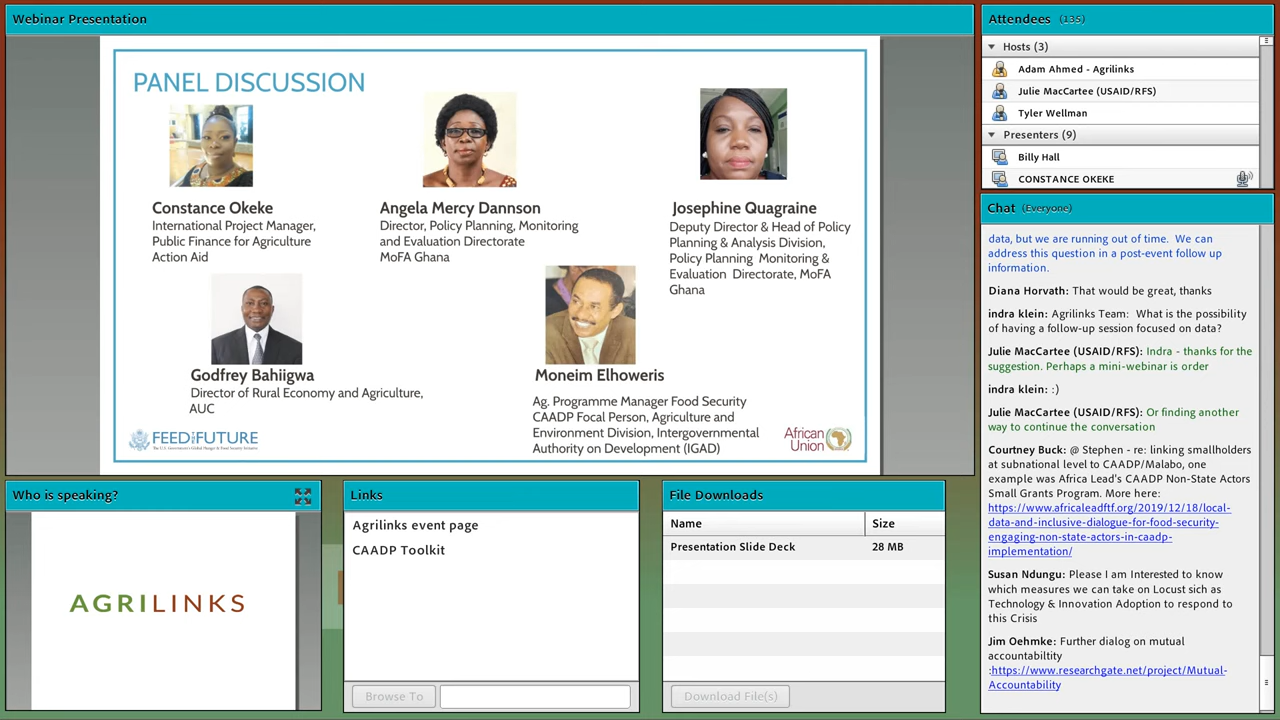 Webinar Presentation
PANEL DISCUSSION
Constance Okeke
International Project Manager,
Public Finance for Agriculture
Action Aid
Angela Mercy Dannson
Director, Policy Planning, Monitoring
and Evaluation Directorate
MoFA Ghana
Josephine Quagraine
Deputy Director & Head of Policy
Planning & Analysis Division,
Policy Planning Monitoring &
Evaluation Directorate, MoFA
Ghana
Godfrey Bahiigwa
Director of Rural Economy and Agriculture,
AUC
Moneim Elhoweris
Ag. Programme Manager Food Security
CAADP Focal Person, Agriculture and
Environment Division, Intergovernmental
Authority on Development (IGAD)
FEED THE FUTURE
The U.S. Government's Global Hunger & Food Security Initiative
African
Union
Who is speaking?
AGRILINKS
Links
Agrilinks event page
CAADP Toolkit
Browse To
File Downloads
Name Size
Presentation Slide Deck 28 MB
Download File(s)
Attendees (135)
Hosts (3)
Adam Ahmed - Agrilinks
Julie MacCartee (USAID/RFS)
Tyler Wellman
Presenters (9)
Billy Hall
CONSTANCE OKEKE
Chat (Everyone)
data, but we are running out of time. We can
address this question in a post-event follow up
information.
Diana Horvath: That would be great, thanks
indra klein: Agrilinks Team: What is the possibility
of having a follow-up session focused on data?
Julie MacCartee (USAID/RFS): Indra - thanks for the
suggestion. Perhaps a mini-webinar is order
indra klein: :)
Julie MacCartee (USAID/RFS): Or finding another
way to continue the conversation
Courtney Buck: @ Stephen - re: linking smallholders
at subnational level to CAADP/Malabo, one
example was Africa Lead's CAADP Non-State Actors
Small Grants Program. More here:
https://www.africaleadftf.org/2019/12/18/local-
data-and-inclusive-dialogue-for-food-security-
engaging-non-state-actors-in-caadp-
implementation/
Susan Ndungu: Please I am Interested to know
which measures we can take on Locust sich as
Technology & Innovation Adoption to respond to
this Crisis
Jim Oehmke: Further dialog on mutual
accountabiltity
:https://www.researchgate.net/project/Mutual-
Accountability